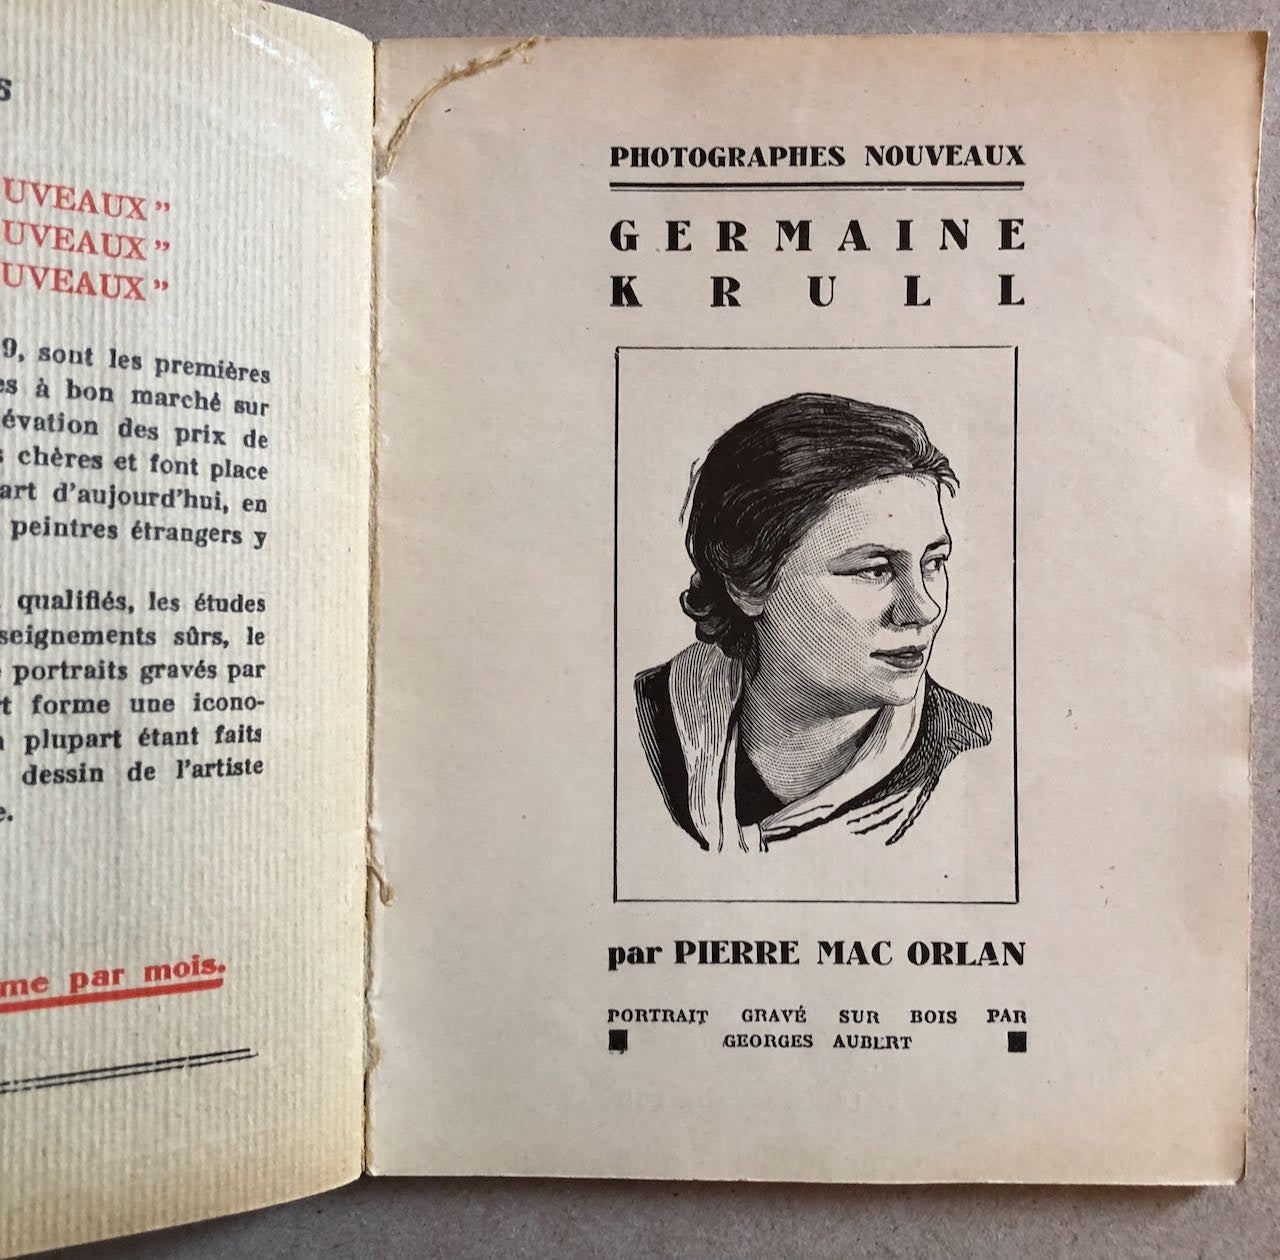 S
OUVEAUX”
OUVEAUX”
UVEAUX”
9, sont les premières
es à bon marché sur
évation des prix de
s chères et font place
art d'aujourd'hui, en
peintres étrangers y
qualifiés, les études
seignements sûrs, le
portraits gravés par
t forme une icono-
plupart étant faits
dessin de l'artiste
e.
me par mois.
PHOTOGRAPHES NOUVEAUX
GERMAINE
KRULL
par PIERRE MAC ORLAN
PORTRAIT GRAVÉ SUR BOIS PAR
GEORGES AUBERT